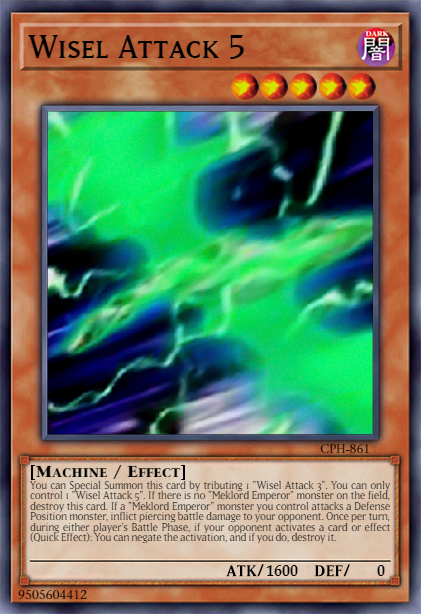 Wisel Attack 5
DARK
闇
CPH-861
[Machine / Effect]
You can Special Summon this card by tributing 1 "Wisel Attack 3". You can only
control 1 "Wisel Attack 5". If there is no "Meklord Emperor" monster on the field,
destroy this card. If a "Meklord Emperor" monster you control attacks a Defense
Position monster, inflict piercing battle damage to your opponent. Once per turn,
during either player's Battle Phase, if your opponent activates a card or effect
(Quick Effect): You can negate the activation, and if you do, destroy it.
ATK/1600 DEF/ 0
9505604412